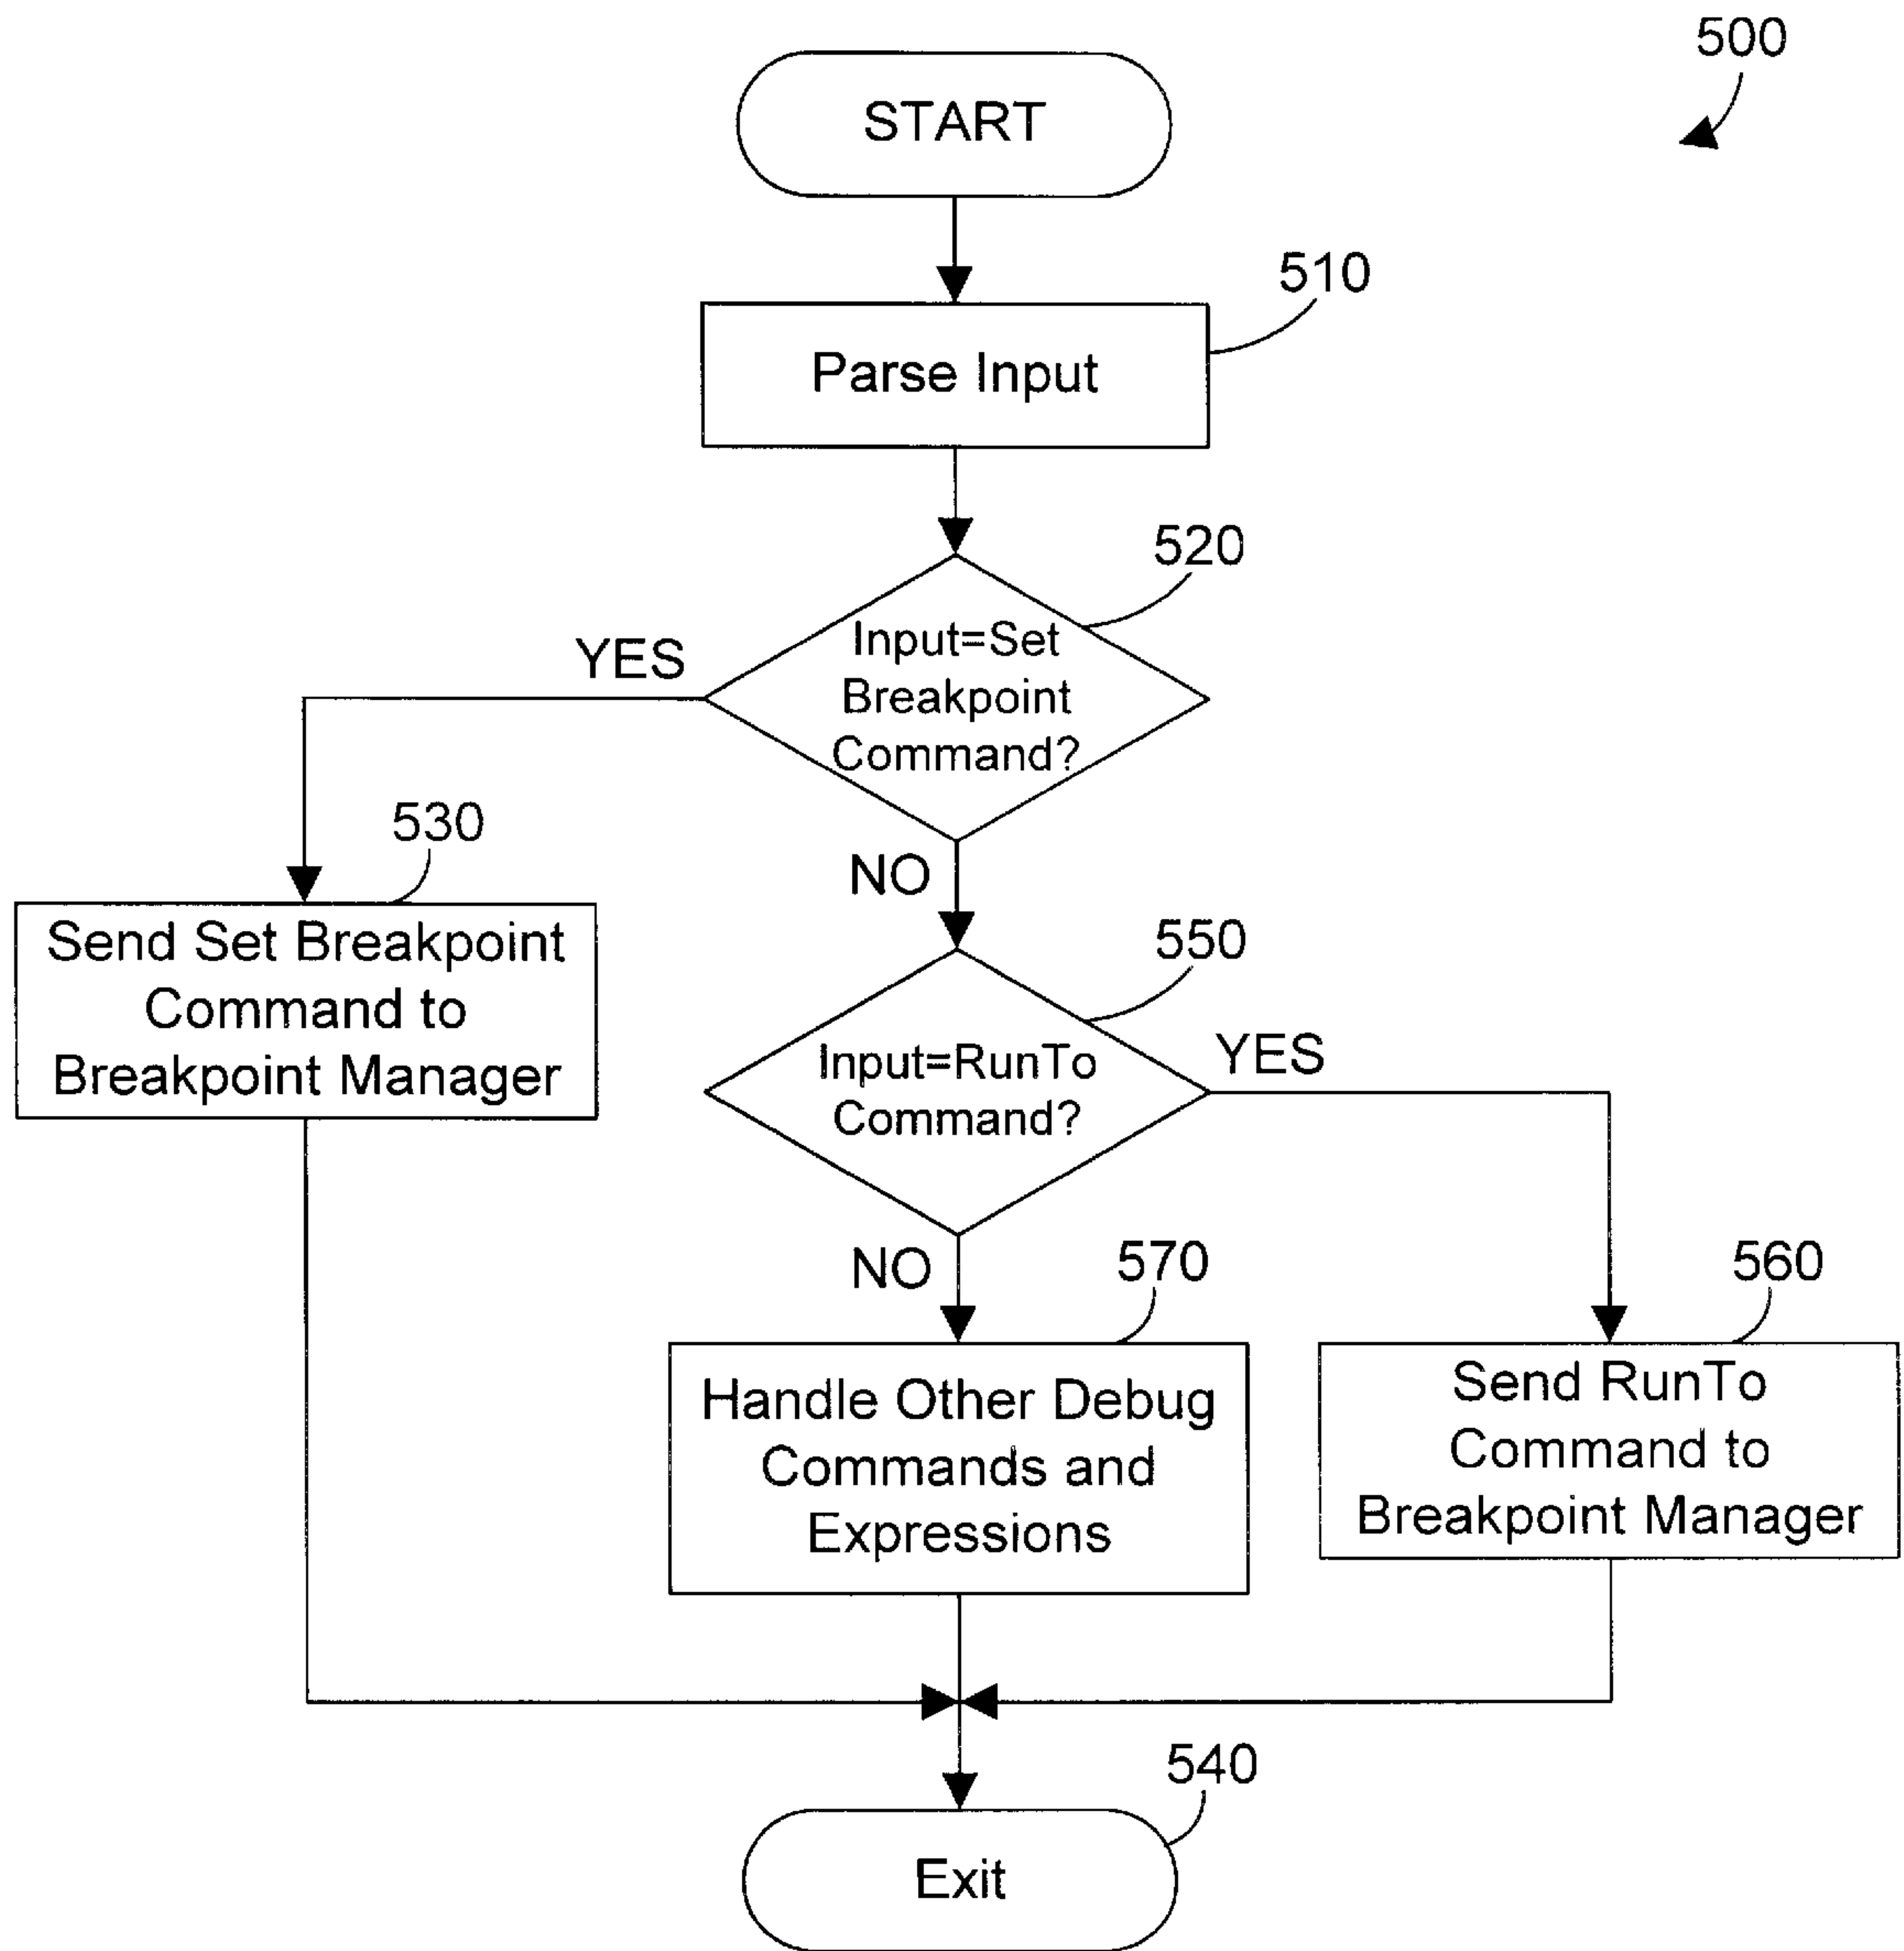 500
START
510
Parse Input
520
Input=Set
Breakpoint
Command?
YES
NO
530
Send Set Breakpoint
Command to
Breakpoint Manager
550
Input=RunTo
Command?
YES
NO
570
Handle Other Debug
Commands and
Expressions
560
Send RunTo
Command to
Breakpoint Manager
540
Exit